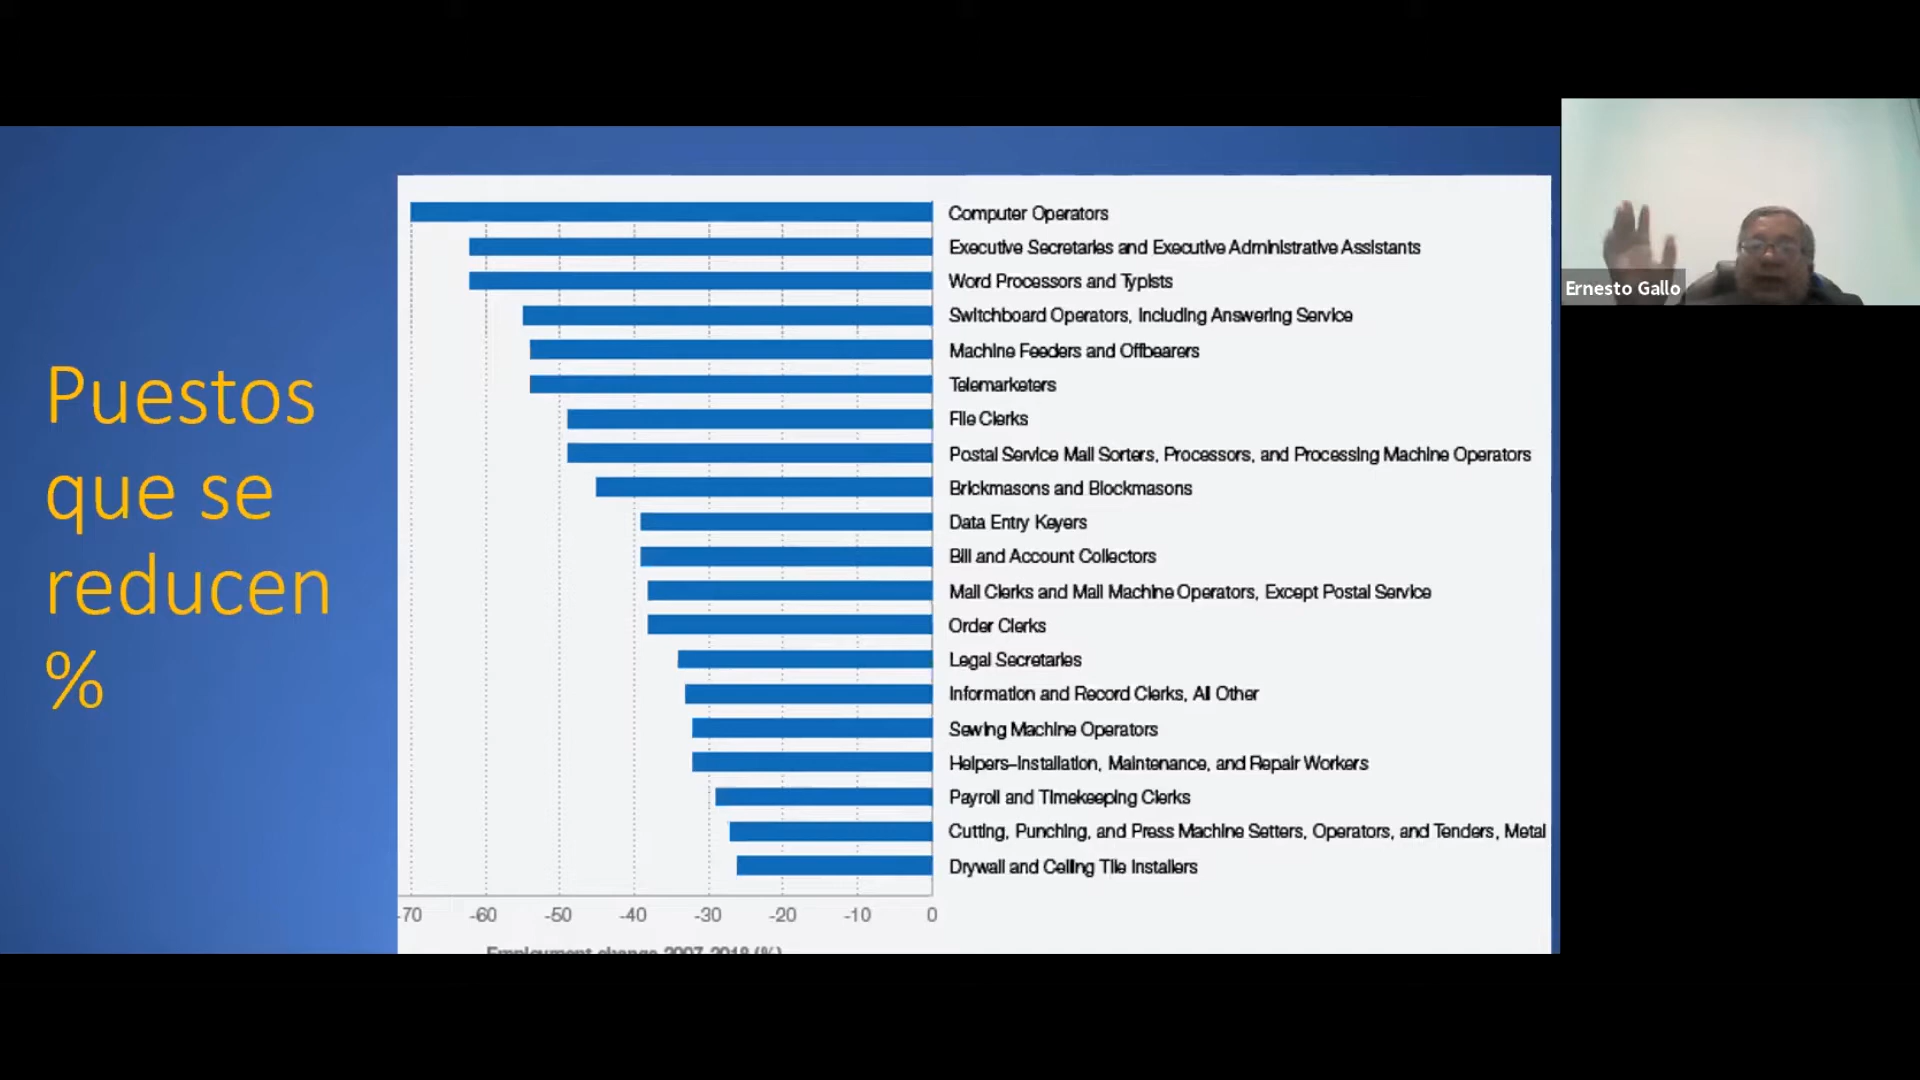 Puestos
que se
reducen
%
Computer Operators
Executive Secretaries and Executive Administrative Assistants
Word Processors and Typists
Switchboard Operators, Including Answering Service
Machine Feeders and Offbearers
Telemarketers
File Clerks
Postal Service Mail Sorters, Processors, and Processing Machine Operators
Brickmasons and Blockmasons
Data Entry Keyers
Bill and Account Collectors
Mail Clerks and Mail Machine Operators, Except Postal Service
Order Clerks
Legal Secretaries
Information and Record Clerks, All Other
Sewing Machine Operators
Helpers–Installation, Maintenance, and Repair Workers
Payroll and Timekeeping Clerks
Cutting, Punching, and Press Machine Setters, Operators, and Tenders, Metal
Drywall and Ceiling Tile Installers
-70 -60 -50 -40 -30 -20 -10 0
Employment change 2007-2018 (%)
Ernesto Gallo